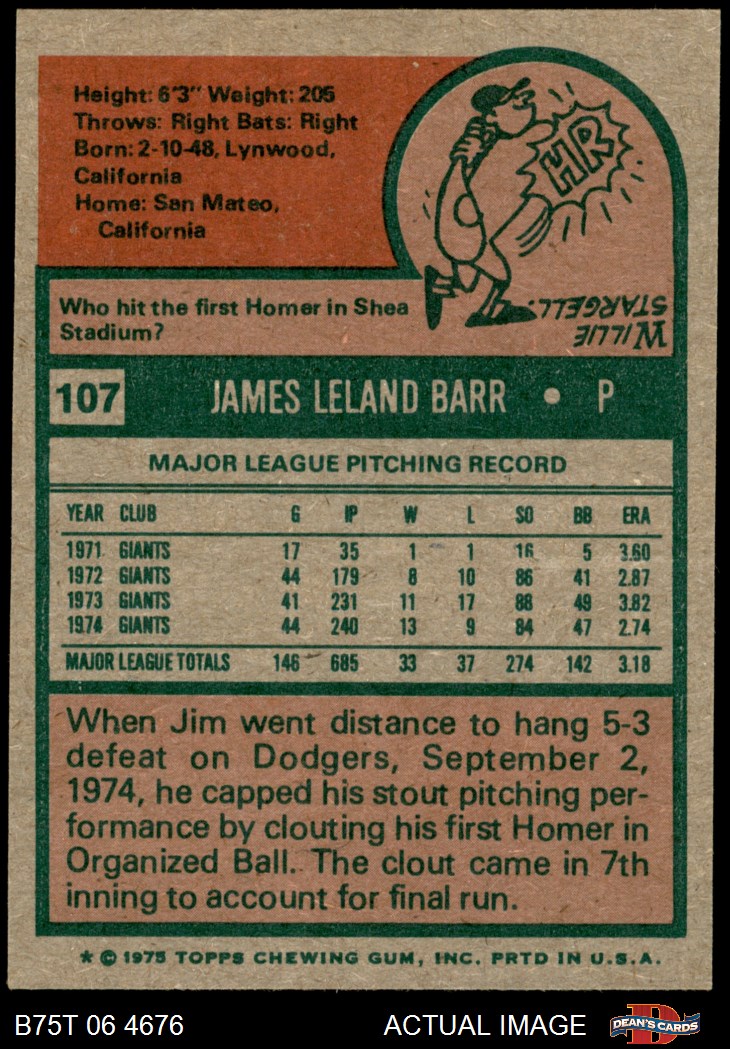 Height: 6'3" Weight: 205
Throws: Right Bats: Right
Born: 2-10-48, Lynwood,
California
Home: San Mateo,
California
HR
WILLIE
STARGELL.
Who hit the first Homer in Shea
Stadium?
107 JAMES LELAND BARR • P
MAJOR LEAGUE PITCHING RECORD
YEAR CLUB G IP W L SO BB ERA
1971 GIANTS 17 35 1 1 16 5 3.60
1972 GIANTS 44 179 8 10 86 41 2.87
1973 GIANTS 41 231 11 17 88 49 3.82
1974 GIANTS 44 240 13 9 84 47 2.74
MAJOR LEAGUE TOTALS 146 685 33 37 274 142 3.18
When Jim went distance to hang 5-3
defeat on Dodgers, September 2,
1974, he capped his stout pitching per-
formance by clouting his first Homer in
Organized Ball. The clout came in 7th
inning to account for final run.
* © 1975 TOPPS CHEWING GUM, INC. PRTD IN U.S.A.
B75T 06 4676 ACTUAL IMAGE
D
DEAN'S CARDS